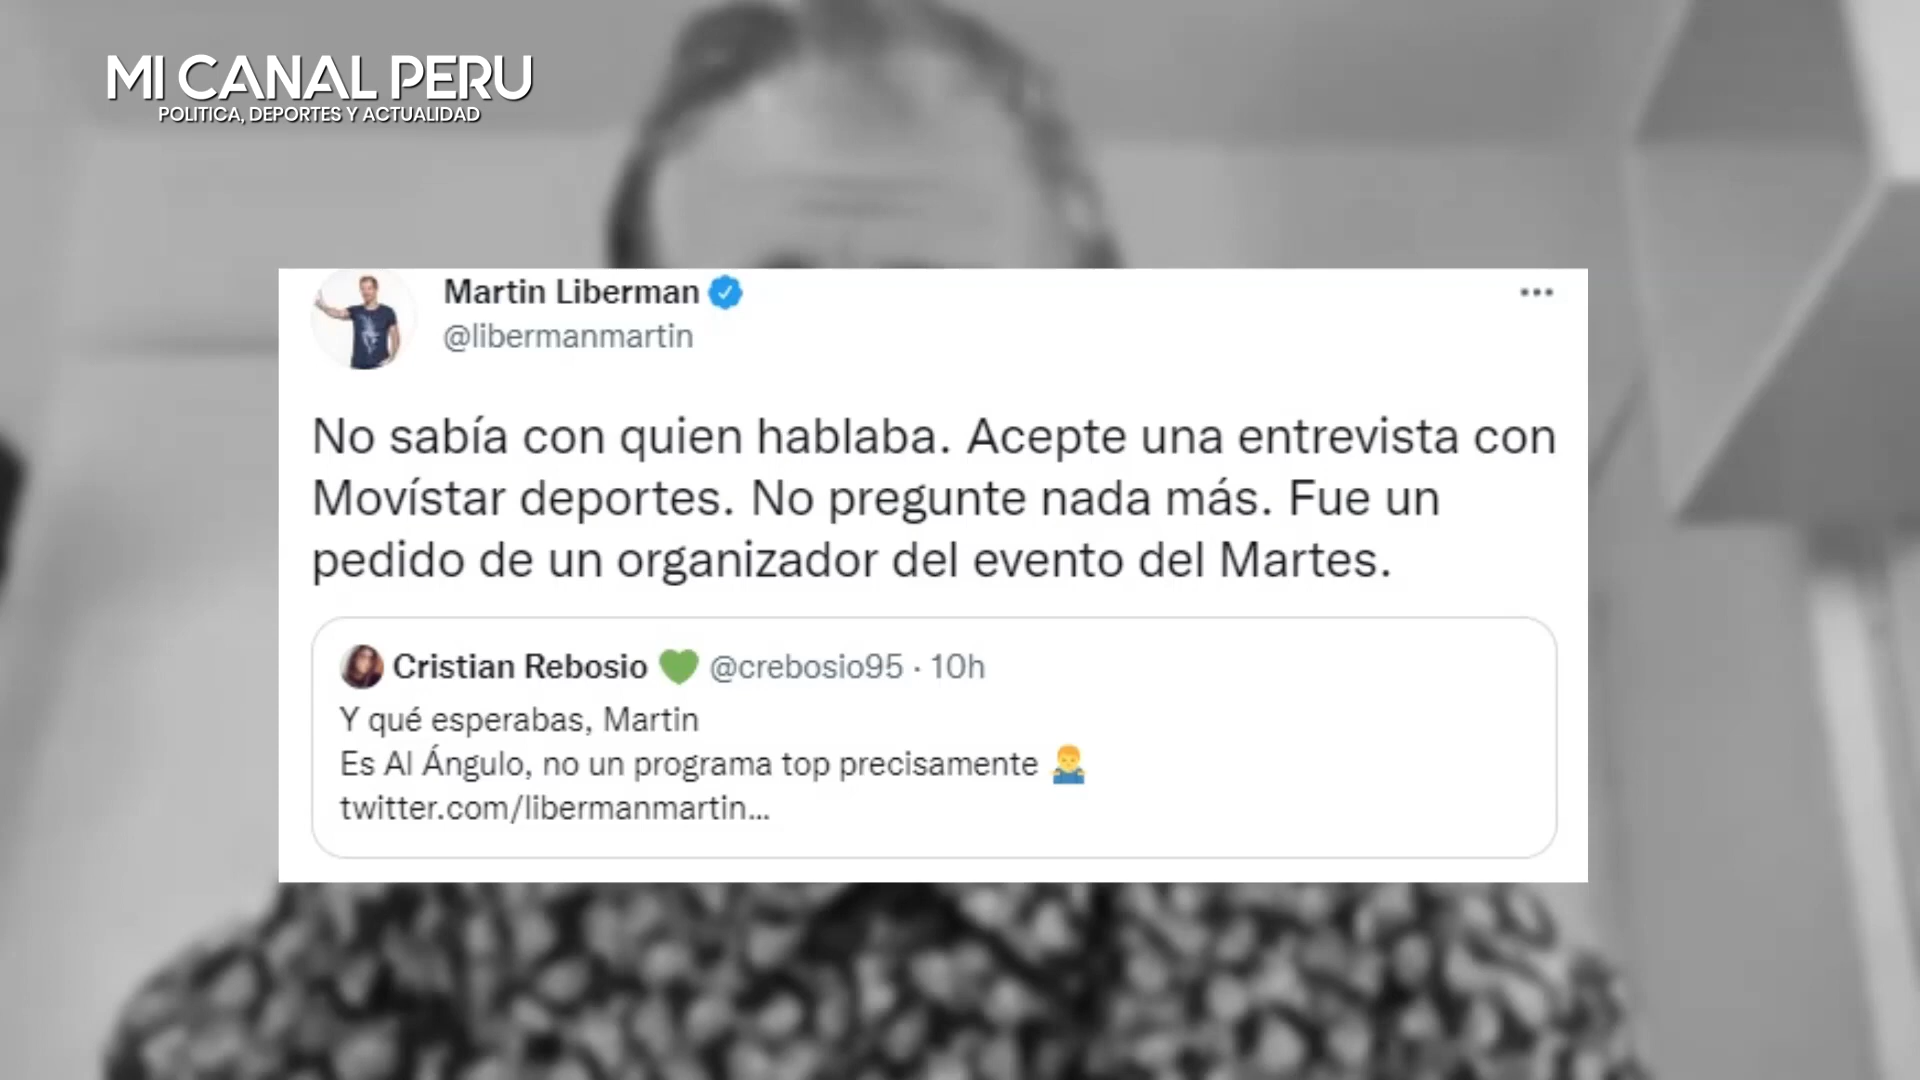 MI CANAL PERU
POLITICA, DEPORTES Y ACTUALIDAD
Martin Liberman
@libermanmartin
No sabía con quien hablaba. Acepte una entrevista con
Movístar deportes. No pregunte nada más. Fue un
pedido de un organizador del evento del Martes.
Cristian Rebosio 💚 @crebosio95 · 10h
Y qué esperabas, Martin
Es Al Ángulo, no un programa top precisamente 🤷‍♂️
twitter.com/libermanmartin...